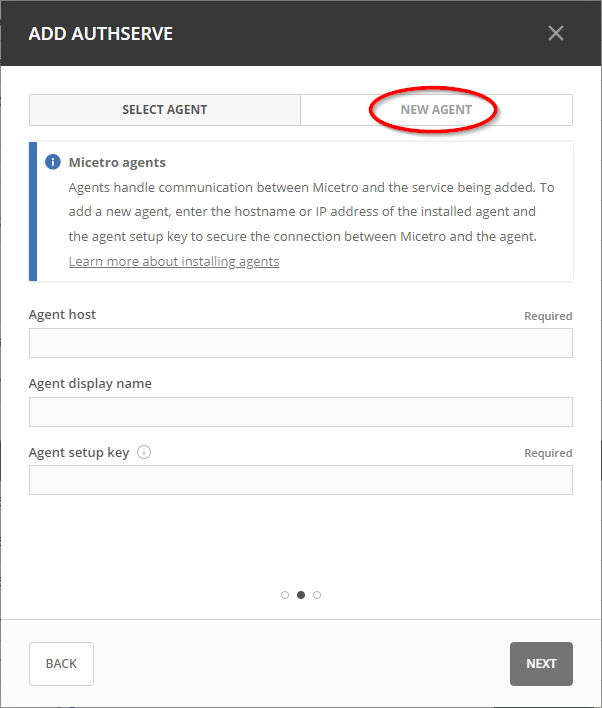 ADD AUTHSERVE
SELECT AGENT
NEW AGENT
Micetro agents
Agents handle communication between Micetro and the service being added. To
add a new agent, enter the hostname or IP address of the installed agent and
the agent setup key to secure the connection between Micetro and the agent.
Learn more about installing agents
Agent host
Required
Agent display name
Agent setup key
Required
BACK
NEXT